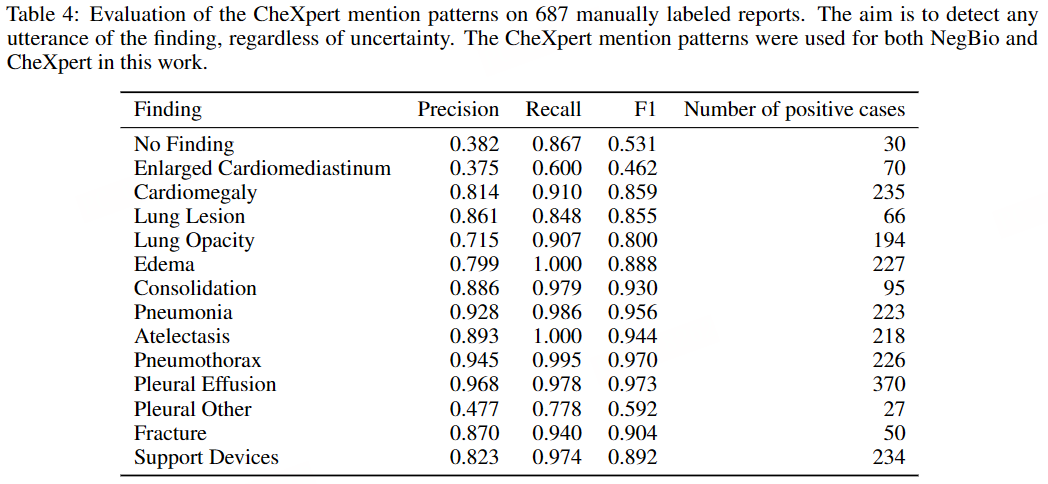 Table 4: Evaluation of the CheXpert mention patterns on 687 manually labeled reports. The aim is to detect any
utterance of the finding, regardless of uncertainty. The CheXpert mention patterns were used for both NegBio and
CheXpert in this work.
Finding Precision Recall F1 Number of positive cases
No Finding 0.382 0.867 0.531 30
Enlarged Cardiomediastinum 0.375 0.600 0.462 70
Cardiomegaly 0.814 0.910 0.859 235
Lung Lesion 0.861 0.848 0.855 66
Lung Opacity 0.715 0.907 0.800 194
Edema 0.799 1.000 0.888 227
Consolidation 0.886 0.979 0.930 95
Pneumonia 0.928 0.986 0.956 223
Atelectasis 0.893 1.000 0.944 218
Pneumothorax 0.945 0.995 0.970 226
Pleural Effusion 0.968 0.978 0.973 370
Pleural Other 0.477 0.778 0.592 27
Fracture 0.870 0.940 0.904 50
Support Devices 0.823 0.974 0.892 234